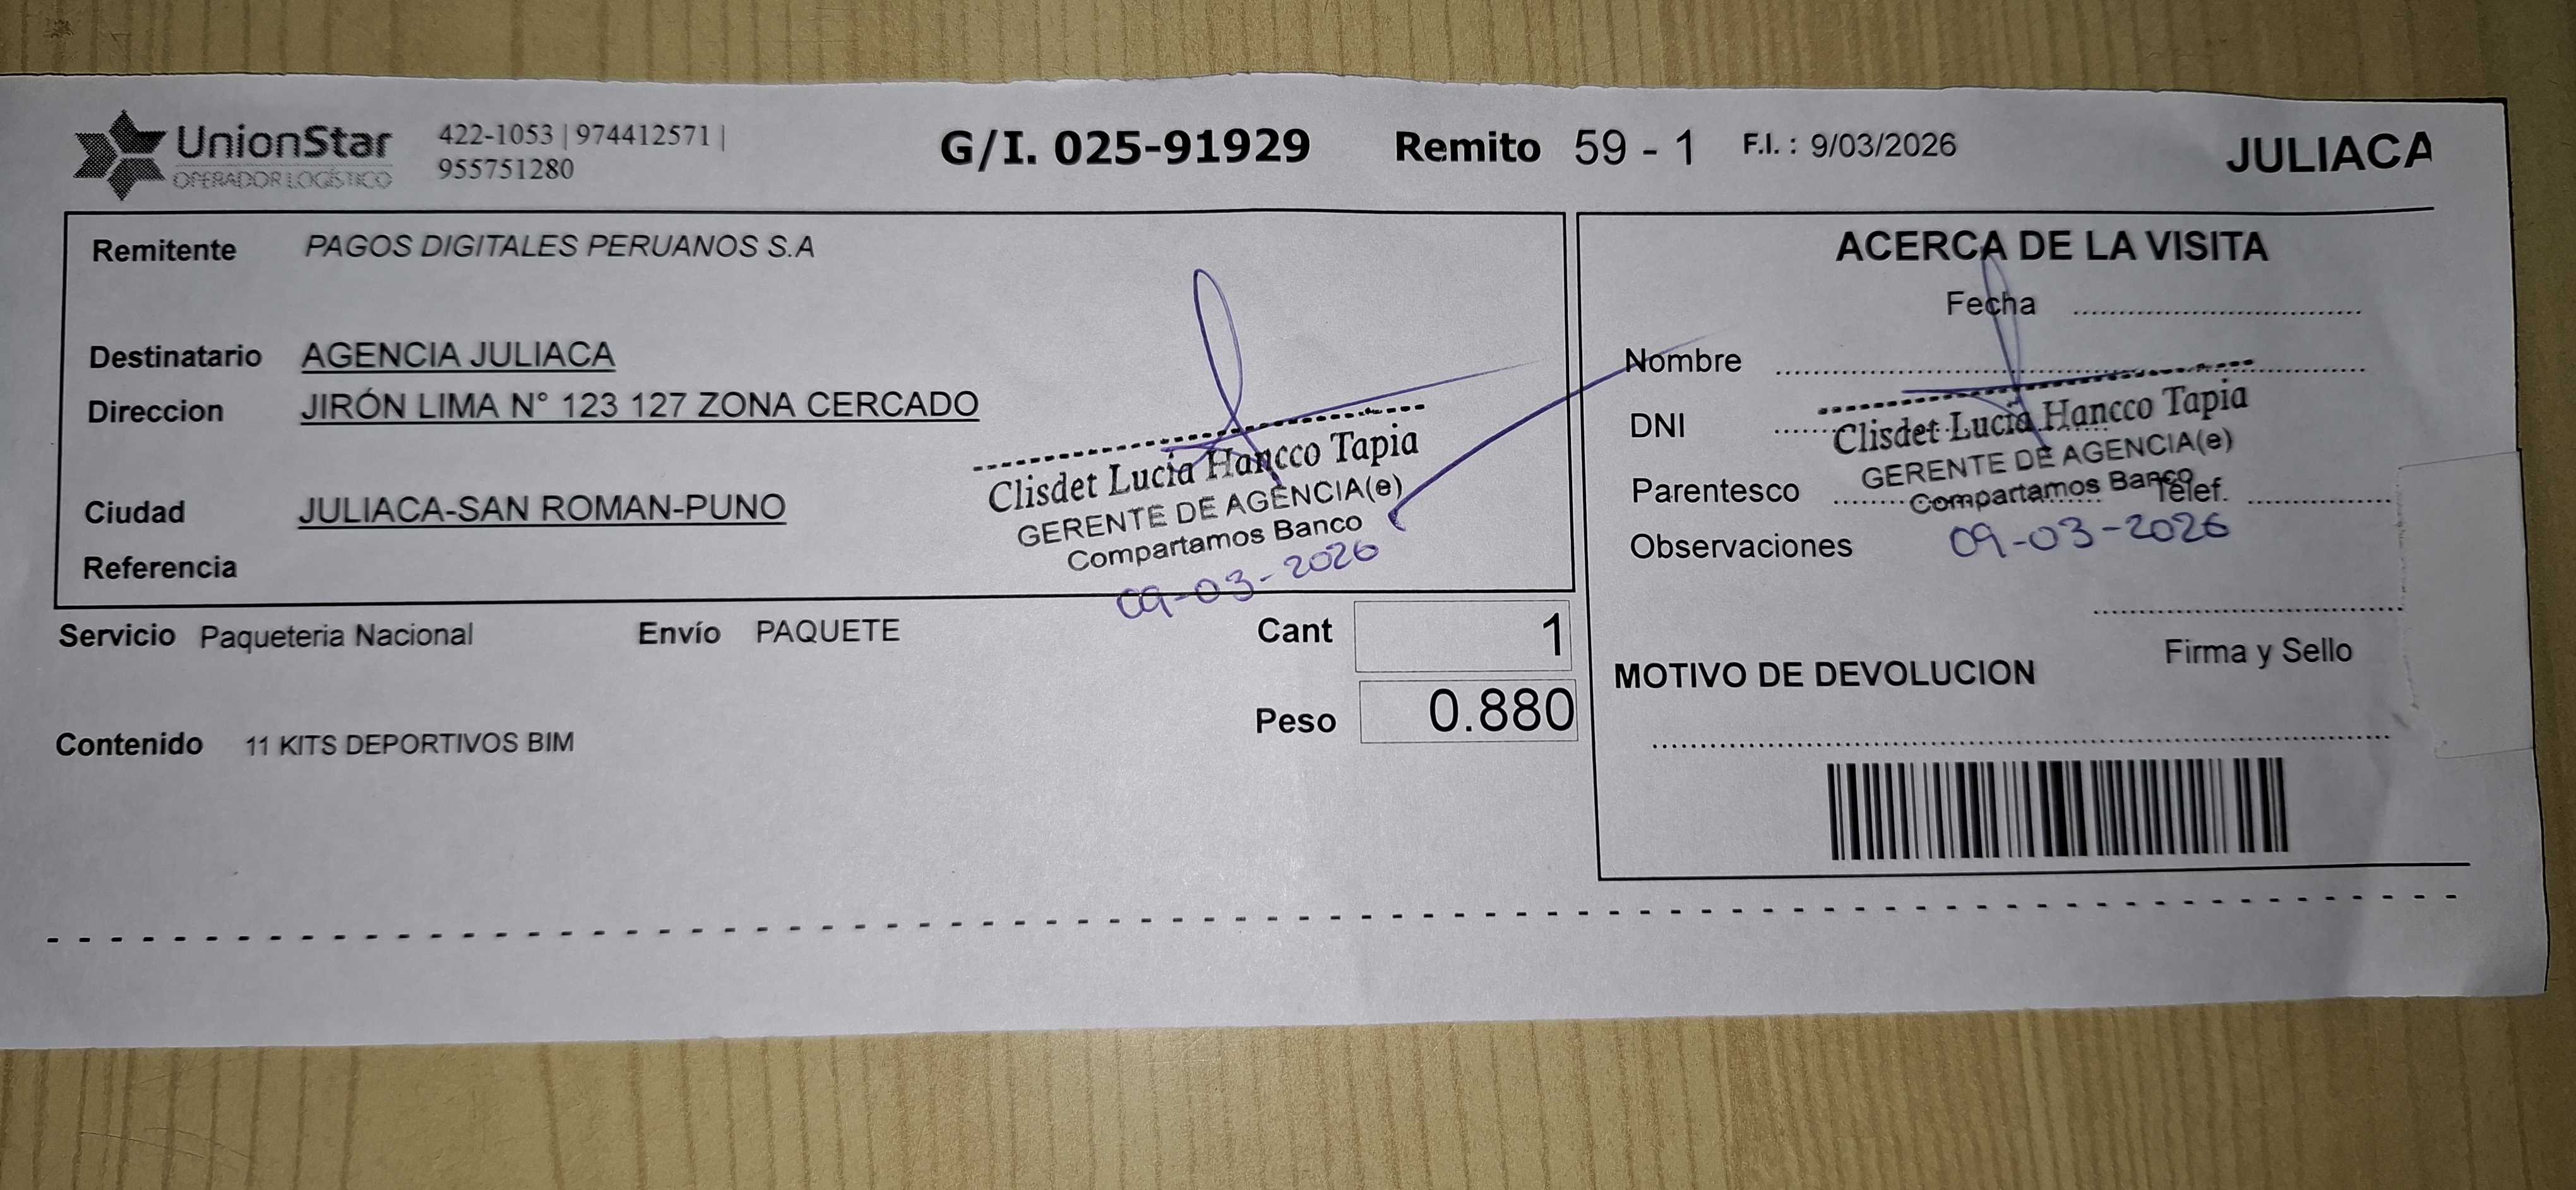 UnionStar
OPERADOR LOGÍSTICO
422-1053 | 974412571 |
955751280
G/I. 025-91929 Remito 59 - 1 F.I. : 9/03/2026 JULIACA
Remitente PAGOS DIGITALES PERUANOS S.A
Destinatario AGENCIA JULIACA
Direccion JIRÓN LIMA N° 123 127 ZONA CERCADO
Ciudad JULIACA-SAN ROMAN-PUNO
Referencia
Clisdet Lucía Hancco Tapia
GERENTE DE AGENCIA(e)
Compartamos Banco
09-03-2026
Servicio Paqueteria Nacional Envío PAQUETE Cant 1
Peso 0.880
Contenido 11 KITS DEPORTIVOS BIM
ACERCA DE LA VISITA
Fecha
Nombre
DNI
Clisdet Lucía Hancco Tapia
GERENTE DE AGENCIA(e)
Compartamos Banco
Parentesco Telef.
Observaciones 09-03-2026
Firma y Sello
MOTIVO DE DEVOLUCION